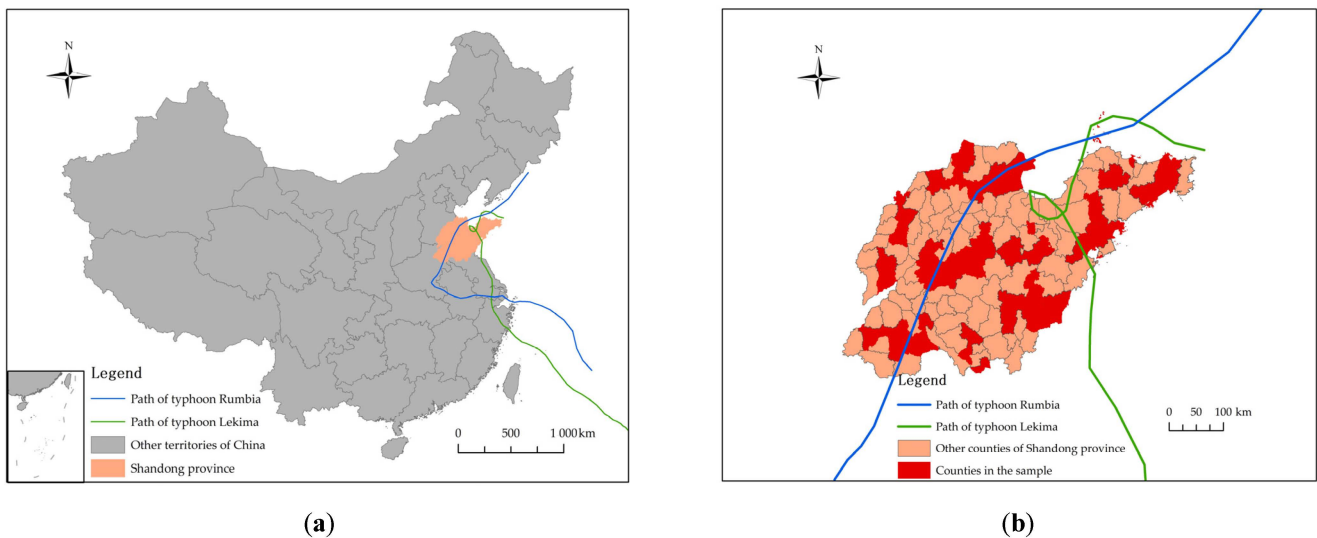 N
Legend
Path of typhoon Rumbia
Path of typhoon Lekima
Other territories of China
Shandong province
0 500 1 000 km
(a)
N
Legend
Path of typhoon Rumbia
Path of typhoon Lekima
Other counties of Shandong province
Counties in the sample
0 50 100 km
(b)